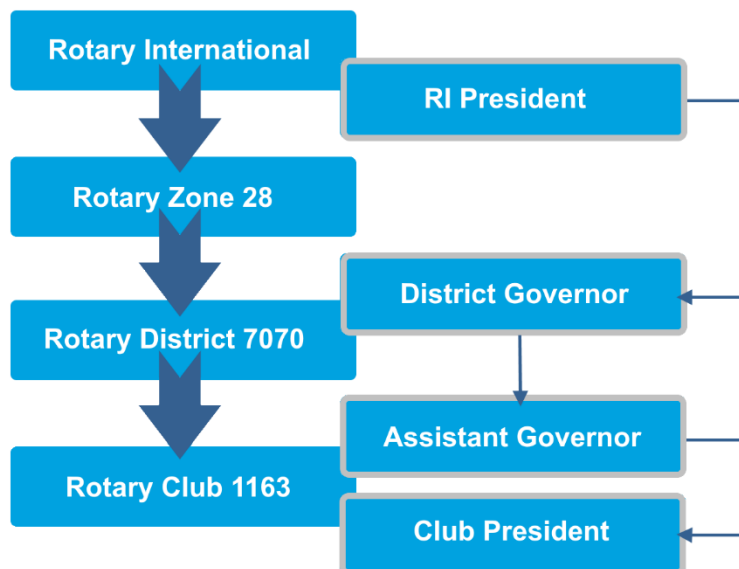 Rotary International
RI President
Rotary Zone 28
District Governor
Rotary District 7070
Assistant Governor
Rotary Club 1163
Club President